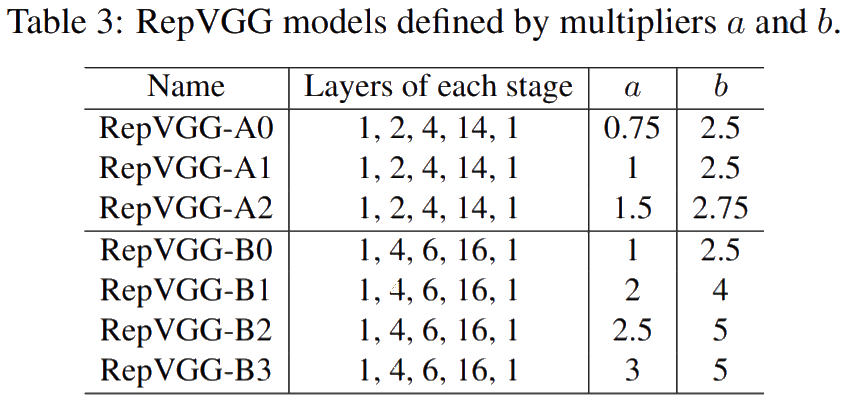 Table 3: RepVGG models defined by multipliers a and b.
Name Layers of each stage a b
RepVGG-A0 1, 2, 4, 14, 1 0.75 2.5
RepVGG-A1 1, 2, 4, 14, 1 1 2.5
RepVGG-A2 1, 2, 4, 14, 1 1.5 2.75
RepVGG-B0 1, 4, 6, 16, 1 1 2.5
RepVGG-B1 1, 4, 6, 16, 1 2 4
RepVGG-B2 1, 4, 6, 16, 1 2.5 5
RepVGG-B3 1, 4, 6, 16, 1 3 5